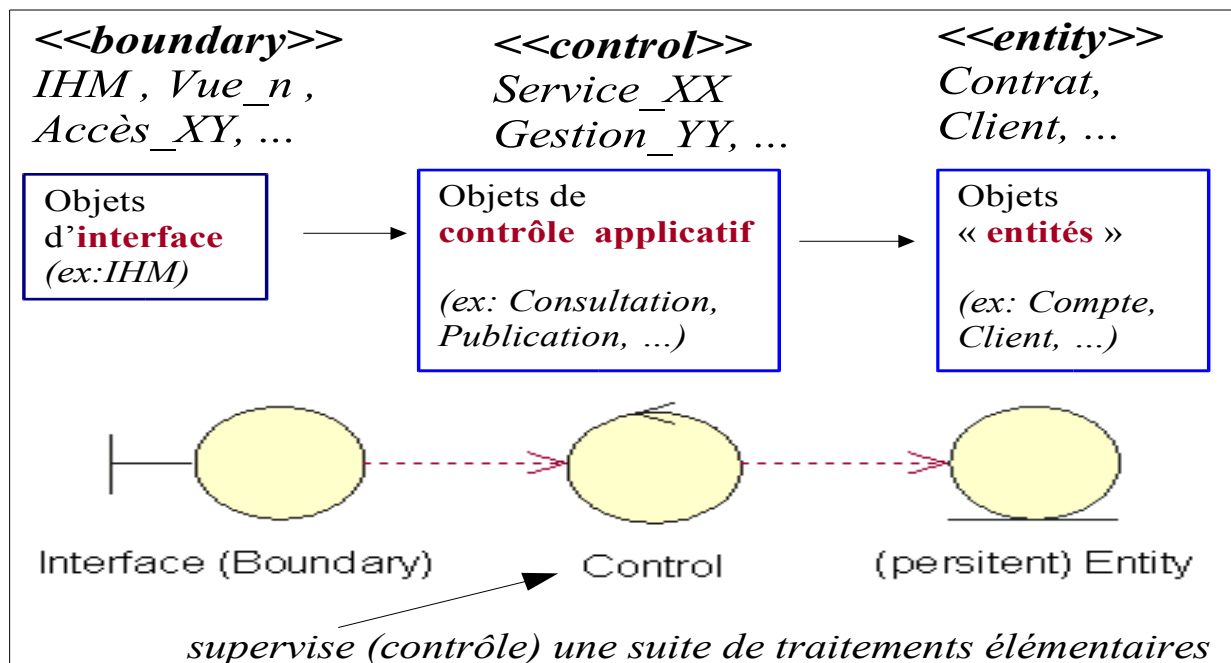 <<boundary>>
IHM , Vue_n ,
Accès_XY, ...
<<control>>
Service_XX
Gestion_YY, ...
<<entity>>
Contrat,
Client, ...
Objets
d'interface
(ex:IHM)
Objets de
contrôle applicatif
(ex: Consultation,
Publication, ...)
Objets
« entités »
(ex: Compte,
Client, ...)
Interface (Boundary)
Control
(persitent) Entity
supervise (contrôle) une suite de traitements élémentaires